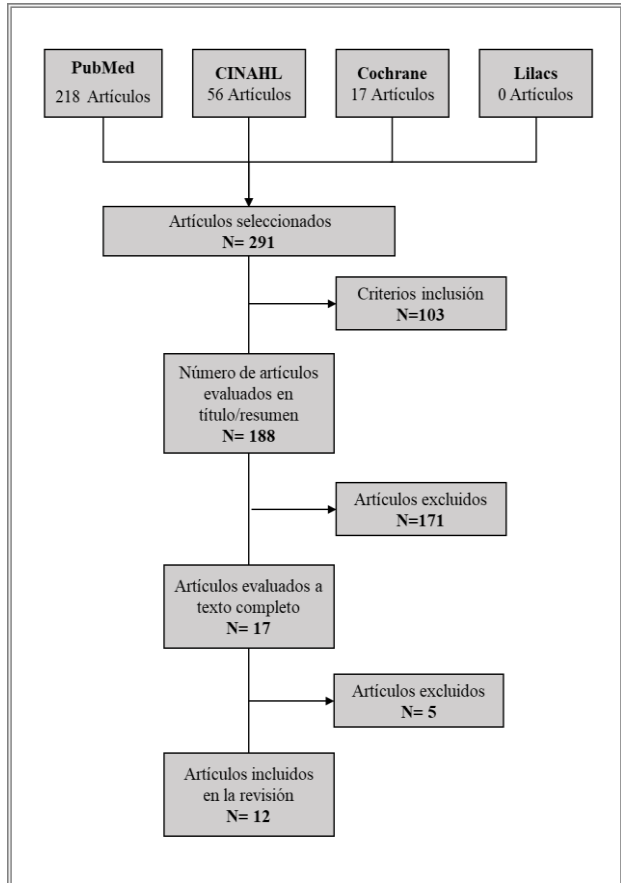 PubMed
218 Artículos
CINAHL
56 Artículos
Cochrane
17 Artículos
Lilacs
0 Artículos
Artículos seleccionados
N= 291
Criterios inclusión
N=103
Número de artículos
evaluados en
título/resumen
N= 188
Artículos excluidos
N=171
Artículos evaluados a
texto completo
N= 17
Artículos excluidos
N= 5
Artículos incluidos
en la revisión
N= 12